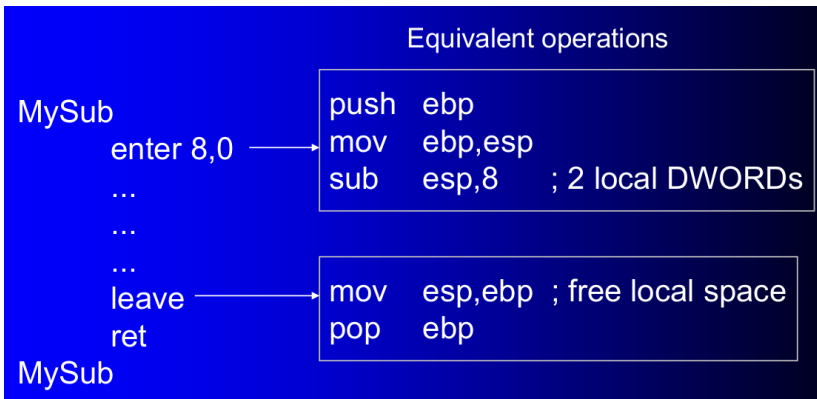 Equivalent operations
MySub
enter 8,0
...
...
...
leave
ret
MySub
push ebp
mov ebp,esp
sub esp,8 ; 2 local DWORDs
mov esp,ebp ; free local space
pop ebp